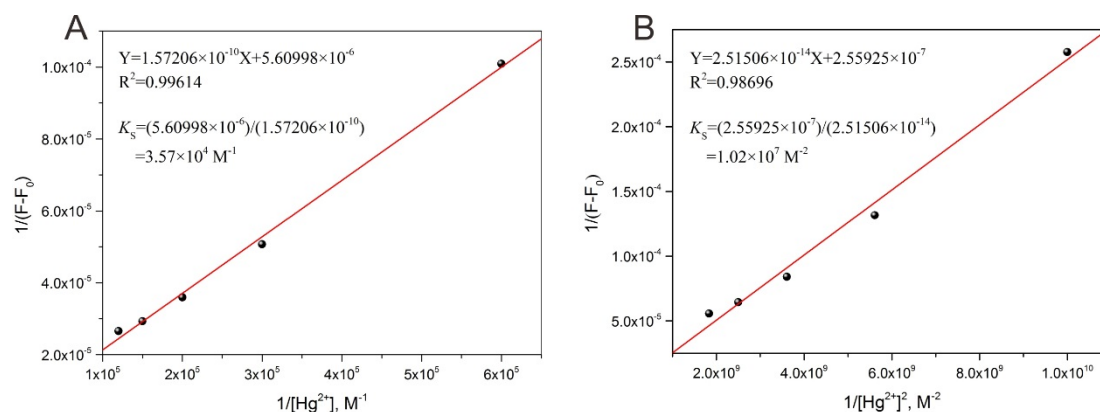 A
Y=1.57206×10⁻¹⁰X+5.60998×10⁻⁶
R²=0.99614
K_S=(5.60998×10⁻⁶)/(1.57206×10⁻¹⁰)
=3.57×10⁴ M⁻¹
1/(F-F₀)
1.0x10⁻⁴
8.0x10⁻⁵
6.0x10⁻⁵
4.0x10⁻⁵
2.0x10⁻⁵
1x10⁵ 2x10⁵ 3x10⁵ 4x10⁵ 5x10⁵ 6x10⁵
1/[Hg²⁺], M⁻¹
B
Y=2.51506×10⁻¹⁴X+2.55925×10⁻⁷
R²=0.98696
K_S=(2.55925×10⁻⁷)/(2.51506×10⁻¹⁴)
=1.02×10⁷ M⁻²
1/(F-F₀)
2.5x10⁻⁴
2.0x10⁻⁴
1.5x10⁻⁴
1.0x10⁻⁴
5.0x10⁻⁵
2.0x10⁹ 4.0x10⁹ 6.0x10⁹ 8.0x10⁹ 1.0x10¹⁰
1/[Hg²⁺]², M⁻²